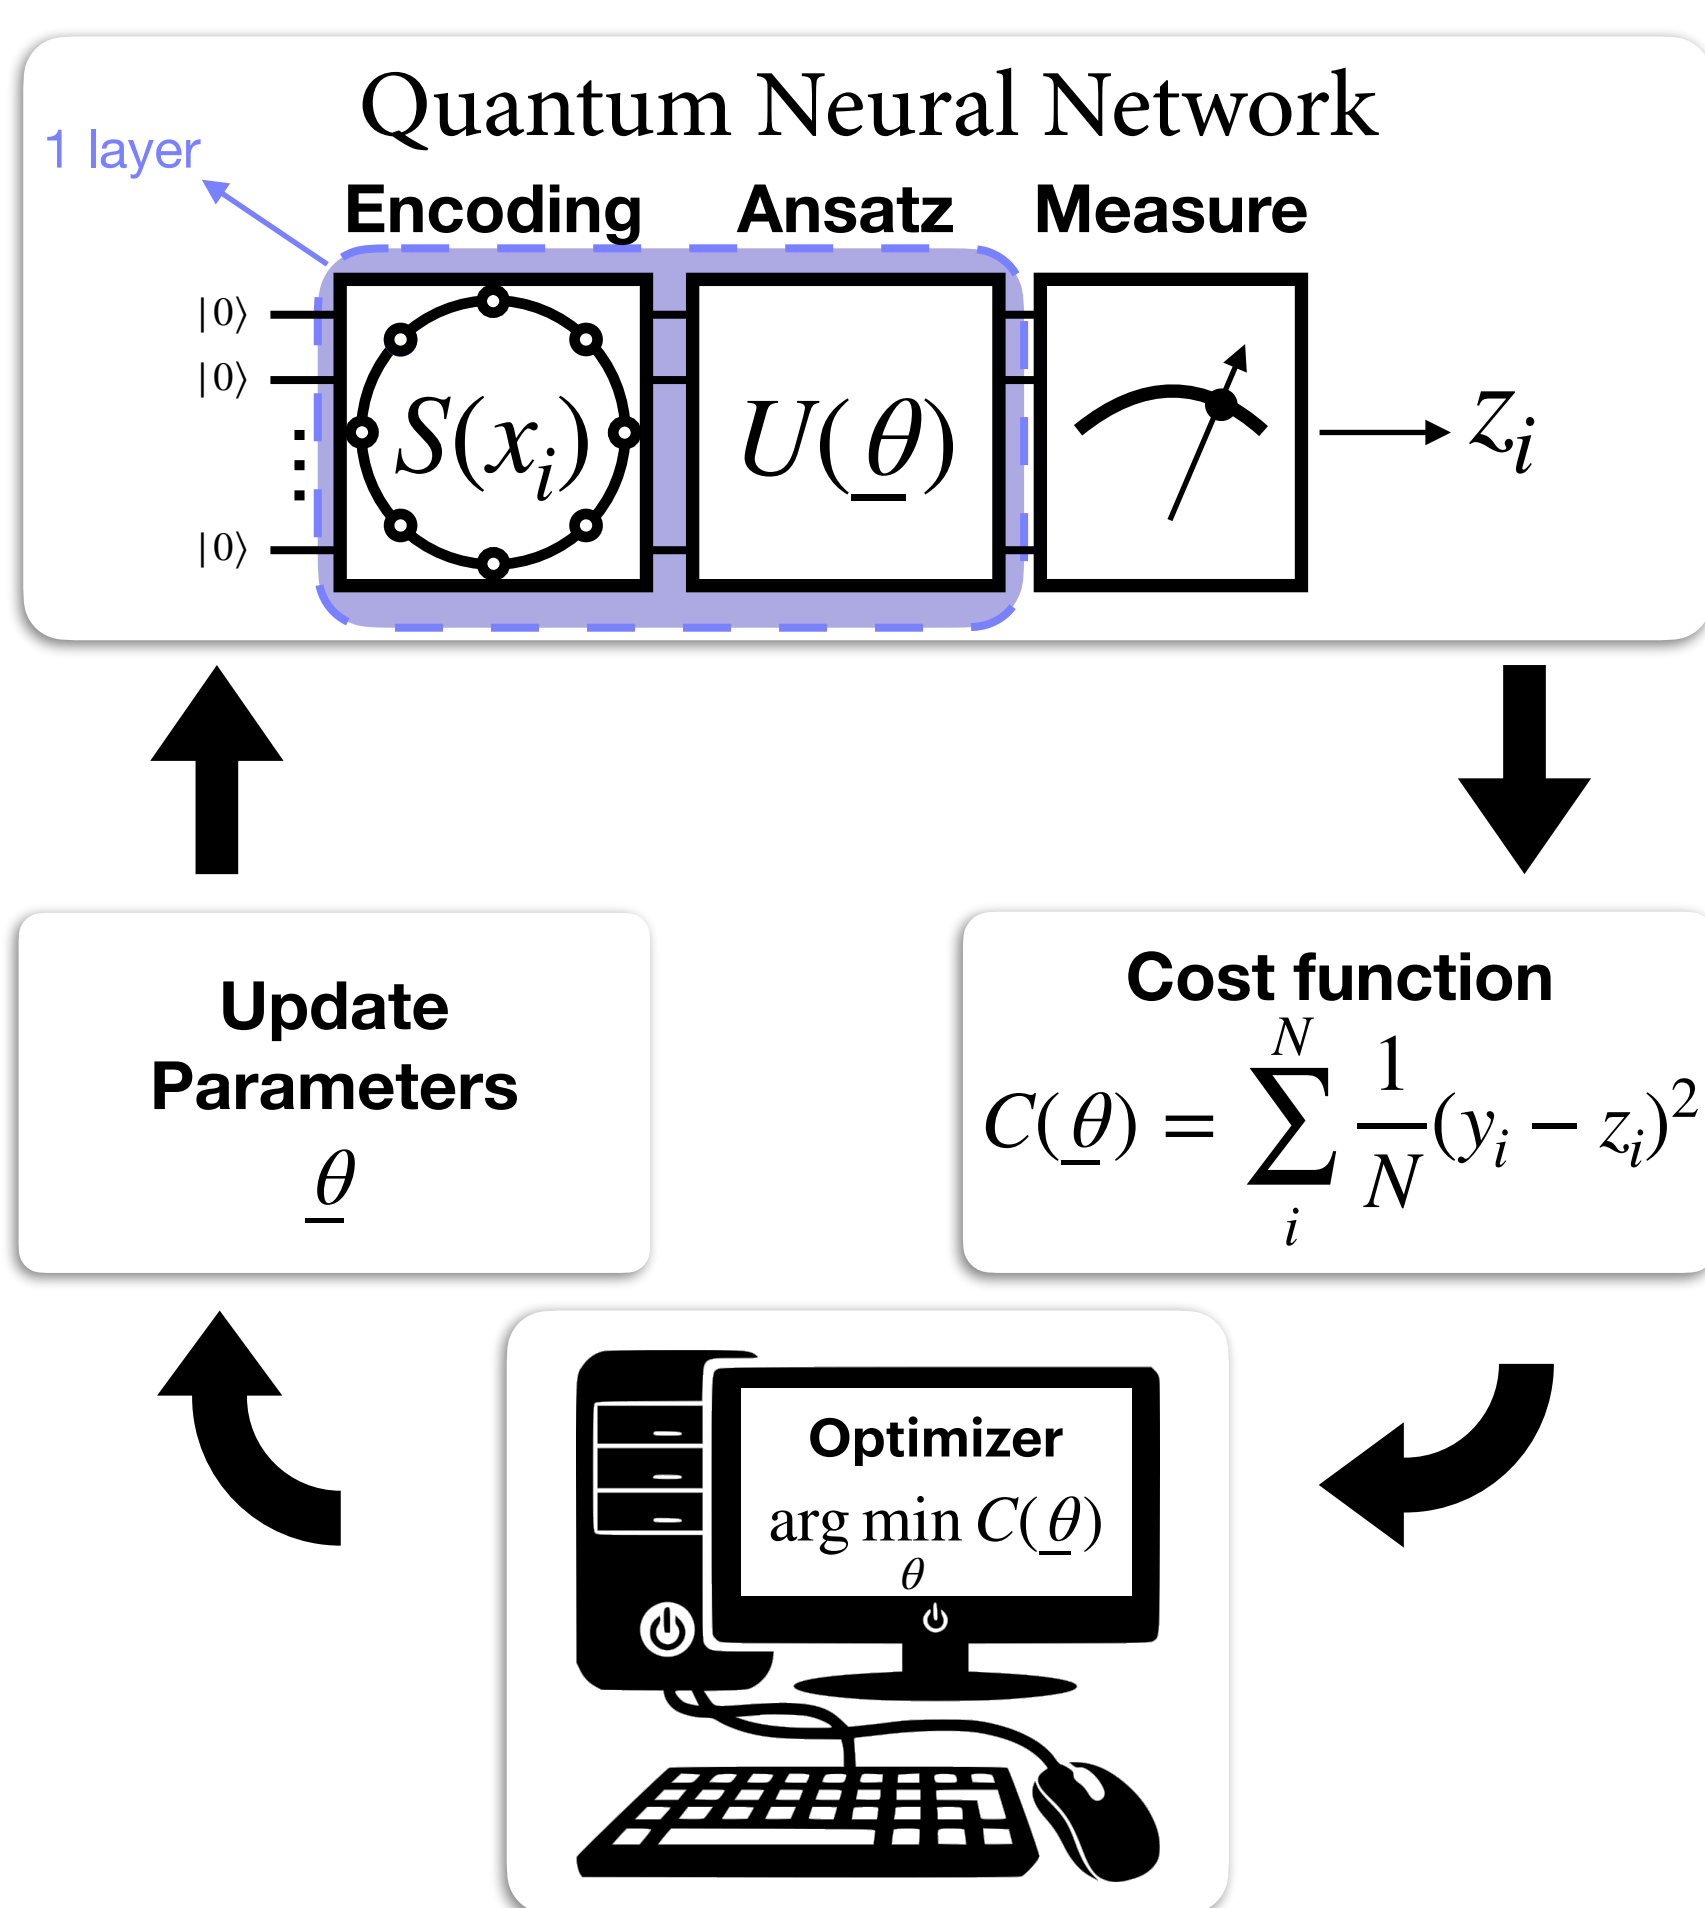 Quantum Neural Network
1 layer
Encoding Ansatz Measure
|0⟩
|0⟩
⋮
|0⟩
S(x_i) U(θ̲) z_i
Update
Parameters
θ̲
Cost function
C(θ̲) = ∑_i^N 1/N (y_i − z_i)^2
Optimizer
arg min_θ C(θ̲)